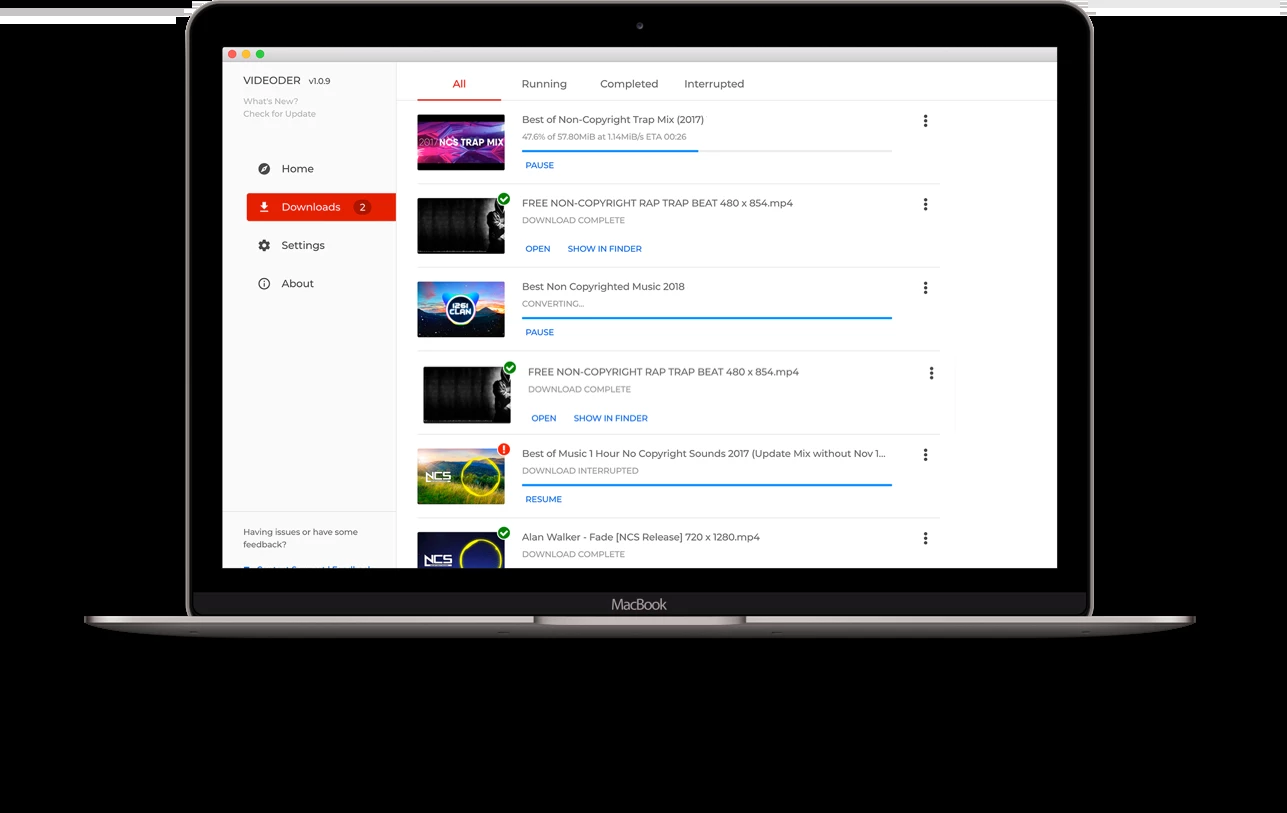 VIDEODER v1.0.9
What's New?
Check for Update
Home
Downloads 2
Settings
About
Having issues or have some
feedback?
All Running Completed Interrupted
2017 NCS TRAP MIX
Best of Non-Copyright Trap Mix (2017)
47.6% of 57.80MiB at 1.14MiB/s ETA 00:26
PAUSE
FREE NON-COPYRIGHT RAP TRAP BEAT 480 x 854.mp4
DOWNLOAD COMPLETE
OPEN SHOW IN FINDER
CLAN
Best Non Copyrighted Music 2018
CONVERTING...
PAUSE
FREE NON-COPYRIGHT RAP TRAP BEAT 480 x 854.mp4
DOWNLOAD COMPLETE
OPEN SHOW IN FINDER
NCS
Best of Music 1 Hour No Copyright Sounds 2017 (Update Mix without Nov 1...
DOWNLOAD INTERRUPTED
RESUME
NCS
Alan Walker - Fade [NCS Release] 720 x 1280.mp4
DOWNLOAD COMPLETE
MacBook